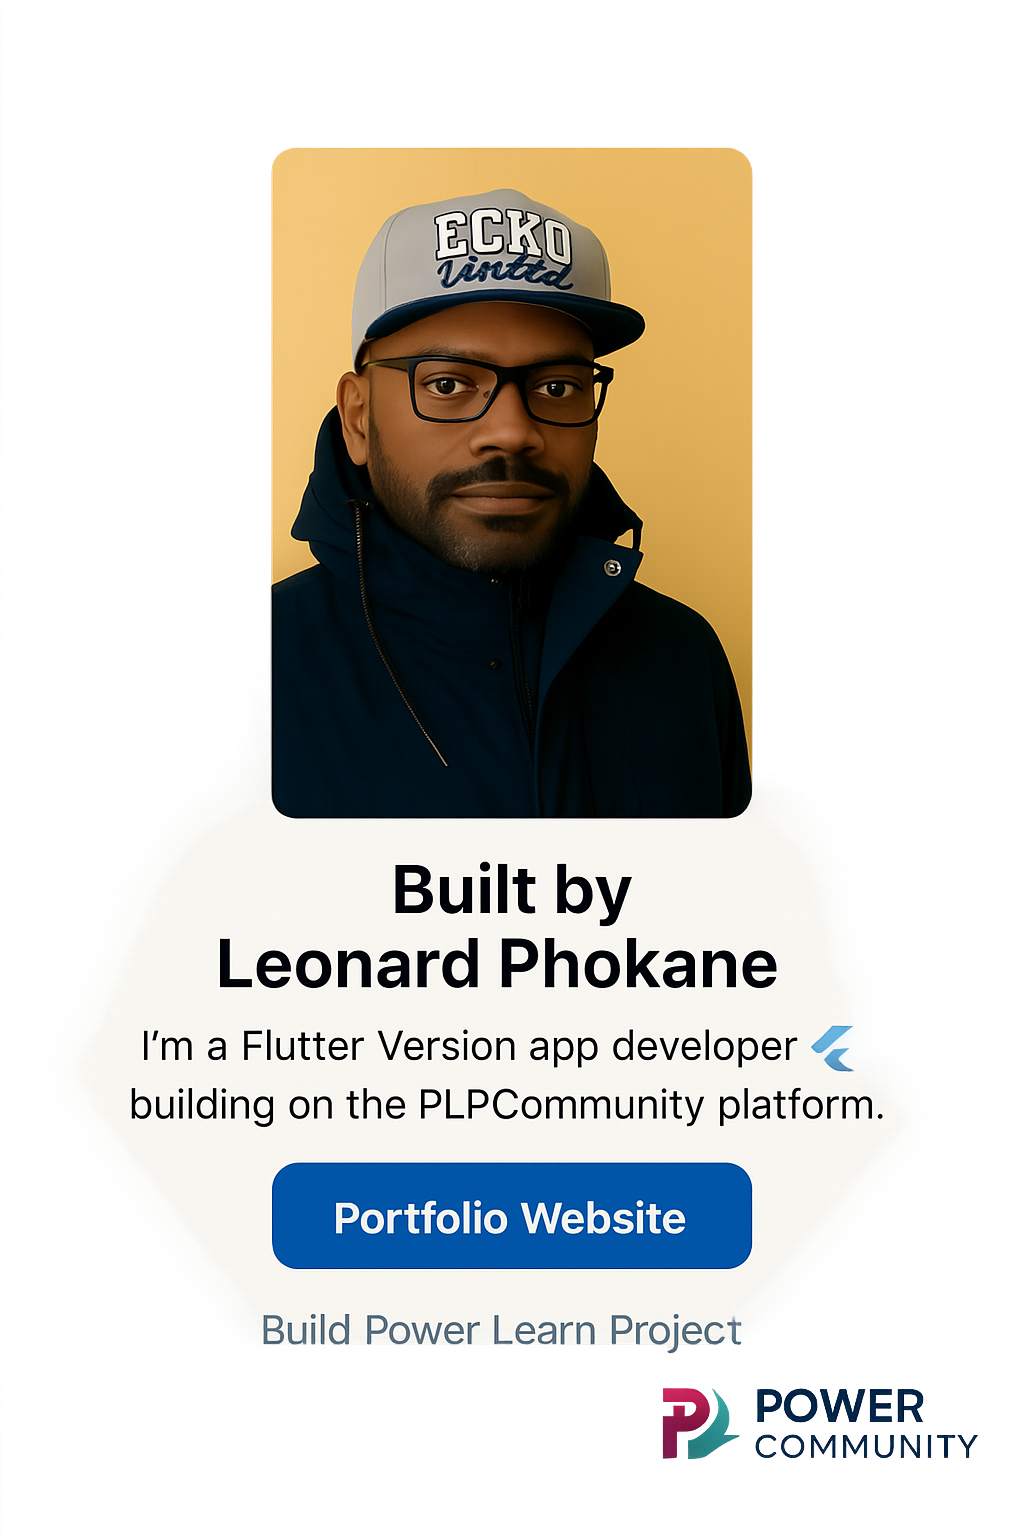 ECKO
Unltd
Built by
Leonard Phokane
I'm a Flutter Version app developer
building on the PLPCommunity platform.
Portfolio Website
Build Power Learn Project
POWER
COMMUNITY